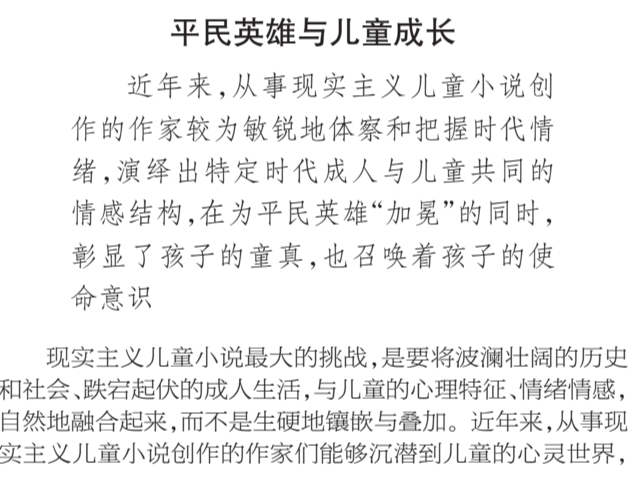 平民英雄与儿童成长
近年来,从事现实主义儿童小说创
作的作家较为敏锐地体察和把握时代情
绪,演绎出特定时代成人与儿童共同的
情感结构,在为平民英雄“加冕”的同时,
彰显了孩子的童真,也召唤着孩子的使
命意识
现实主义儿童小说最大的挑战,是要将波澜壮阔的历史
和社会、跌宕起伏的成人生活,与儿童的心理特征、情绪情感,
自然地融合起来,而不是生硬地镶嵌与叠加。近年来,从事现
实主义儿童小说创作的作家们能够沉潜到儿童的心灵世界,